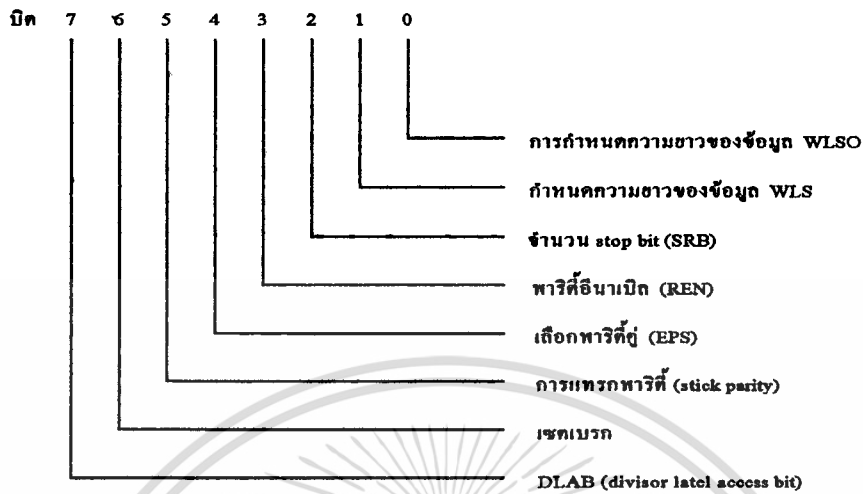 บิต 7 6 5 4 3 2 1 0
การกำหนดความยาวของข้อมูล WLSO
กำหนดความยาวของข้อมูล WLS
จำนวน stop bit (SRB)
พาริตี้อีนาเบิล (REN)
เลือกพาริตี้คู่ (EPS)
การแทรกพาริตี้ (stick parity)
เซตเบรก
DLAB (divisor latel access bit)